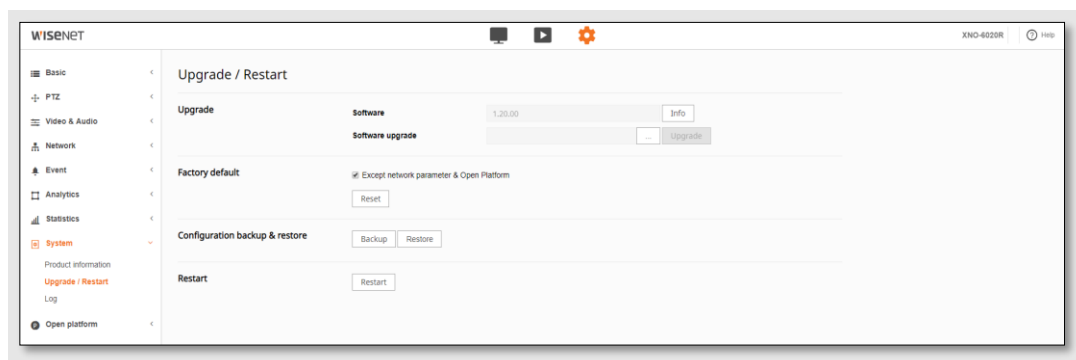 WISENET
XNO-6020R
Help
Basic
PTZ
Video & Audio
Network
Event
Analytics
Statistics
System
Product information
Upgrade / Restart
Log
Open platform
Upgrade / Restart
Upgrade
Software
1.20.00
Info
Software upgrade
...
Upgrade
Factory default
Except network parameter & Open Platform
Reset
Configuration backup & restore
Backup
Restore
Restart
Restart